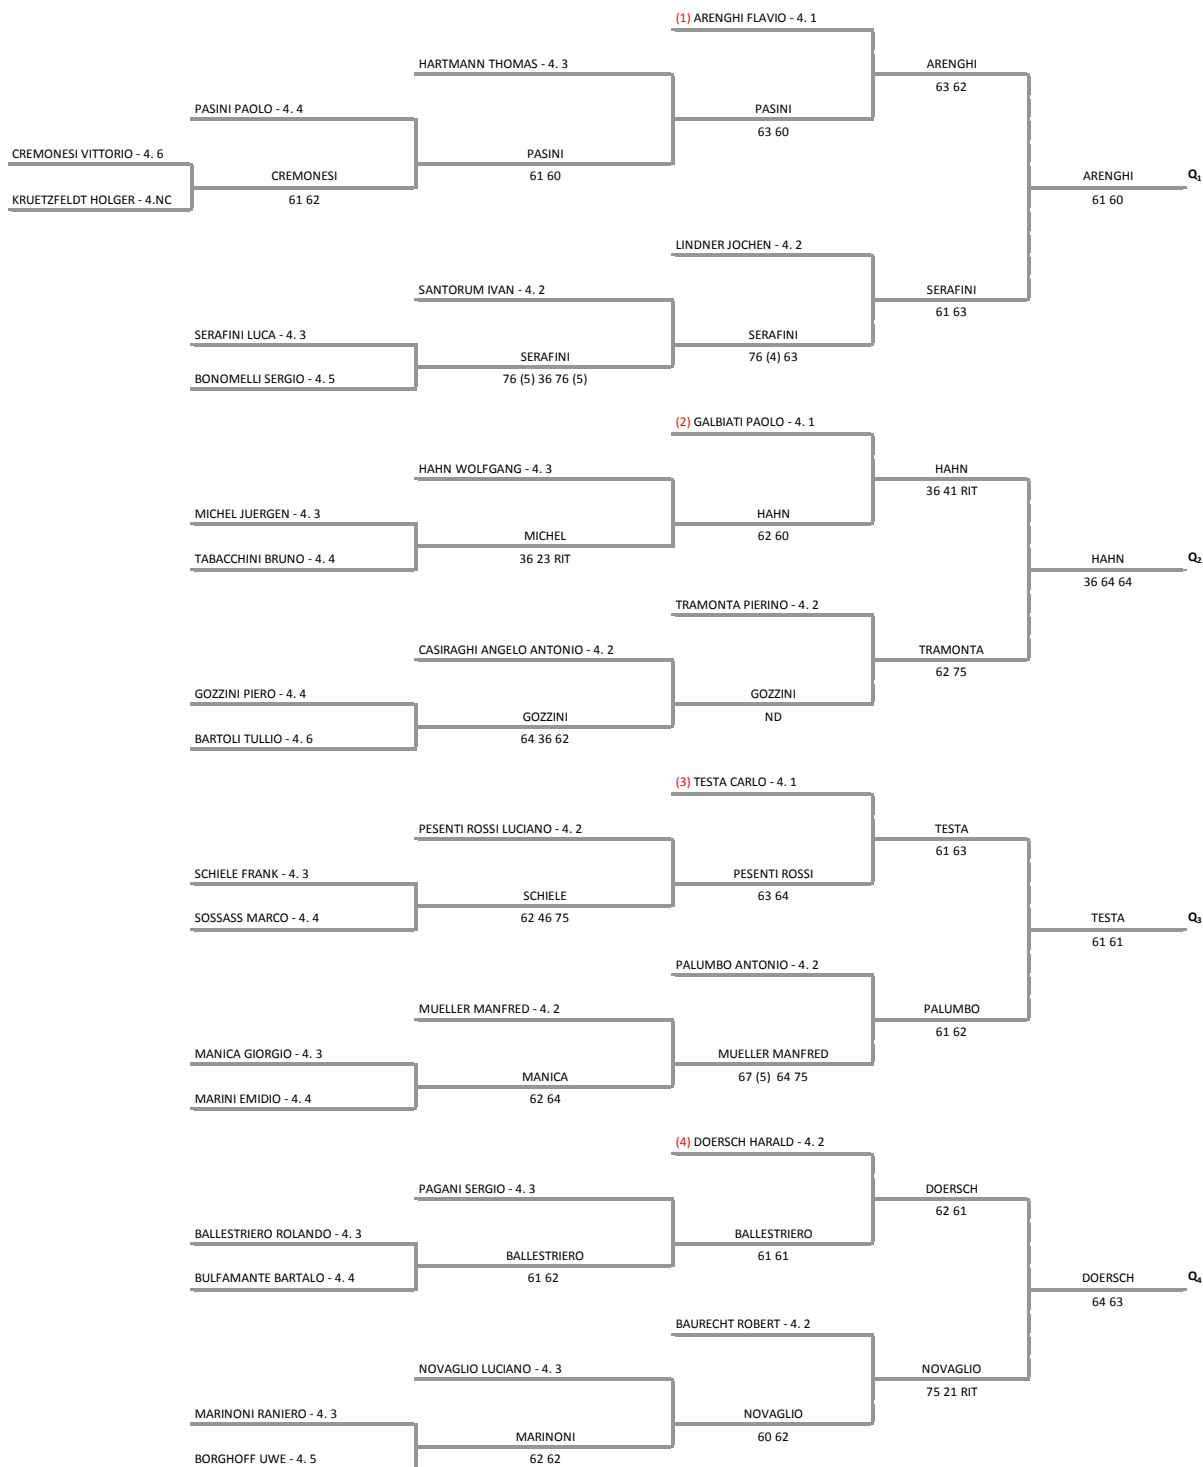 (1) ARENGHI FLAVIO - 4. 1
HARTMANN THOMAS - 4. 3
ARENGHI
63 62
PASINI PAOLO - 4. 4
PASINI
63 60
CREMONESI VITTORIO - 4. 6
PASINI
61 60
CREMONESI
61 62
ARENGHI
61 60
Q1
KRUETZFELDT HOLGER - 4.NC
LINDNER JOCHEN - 4. 2
SANTORUM IVAN - 4. 2
SERAFINI
61 63
SERAFINI LUCA - 4. 3
SERAFINI
76 (4) 63
SERAFINI
76 (5) 36 76 (5)
BONOMELLI SERGIO - 4. 5
(2) GALBIATI PAOLO - 4. 1
HAHN WOLFGANG - 4. 3
HAHN
36 41 RIT
MICHEL JUERGEN - 4. 3
HAHN
62 60
MICHEL
36 23 RIT
TABACCHINI BRUNO - 4. 4
HAHN
36 64 64
Q2
TRAMONTA PIERINO - 4. 2
CASIRAGHI ANGELO ANTONIO - 4. 2
TRAMONTA
62 75
GOZZINI PIERO - 4. 4
GOZZINI
ND
GOZZINI
64 36 62
BARTOLI TULLIO - 4. 6
(3) TESTA CARLO - 4. 1
PESENTI ROSSI LUCIANO - 4. 2
TESTA
61 63
SCHIELE FRANK - 4. 3
PESENTI ROSSI
63 64
SCHIELE
62 46 75
SOSSASS MARCO - 4. 4
TESTA
61 61
Q3
PALUMBO ANTONIO - 4. 2
MUELLER MANFRED - 4. 2
PALUMBO
61 62
MANICA GIORGIO - 4. 3
MUELLER MANFRED
67 (5) 64 75
MANICA
62 64
MARINI EMIDIO - 4. 4
(4) DOERSCH HARALD - 4. 2
PAGANI SERGIO - 4. 3
DOERSCH
62 61
BALLESTRIERO ROLANDO - 4. 3
BALLESTRIERO
61 61
BALLESTRIERO
61 62
BULFAMANTE BARTALO - 4. 4
DOERSCH
64 63
Q4
BAURECHT ROBERT - 4. 2
NOVAGLIO LUCIANO - 4. 3
NOVAGLIO
75 21 RIT
MARINONI RANIERO - 4. 3
NOVAGLIO
60 62
MARINONI
62 62
BORGHOFF UWE - 4. 5